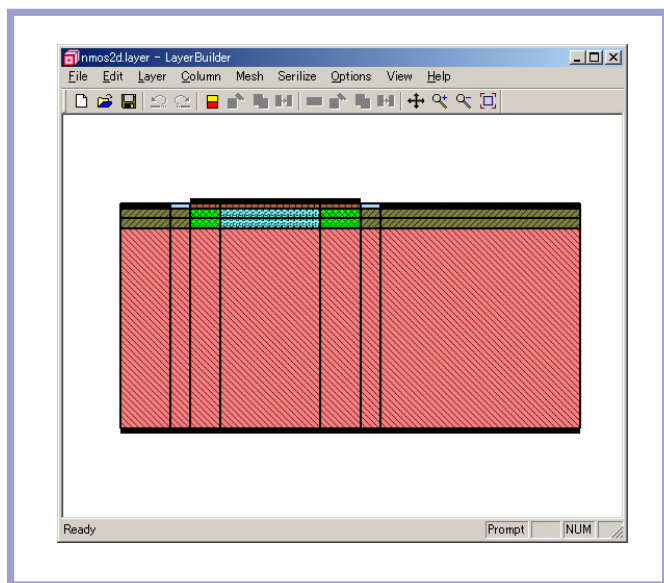 nmos2d.layer - LayerBuilder
File Edit Layer Column Mesh Serilize Options View Help
Ready Prompt NUM